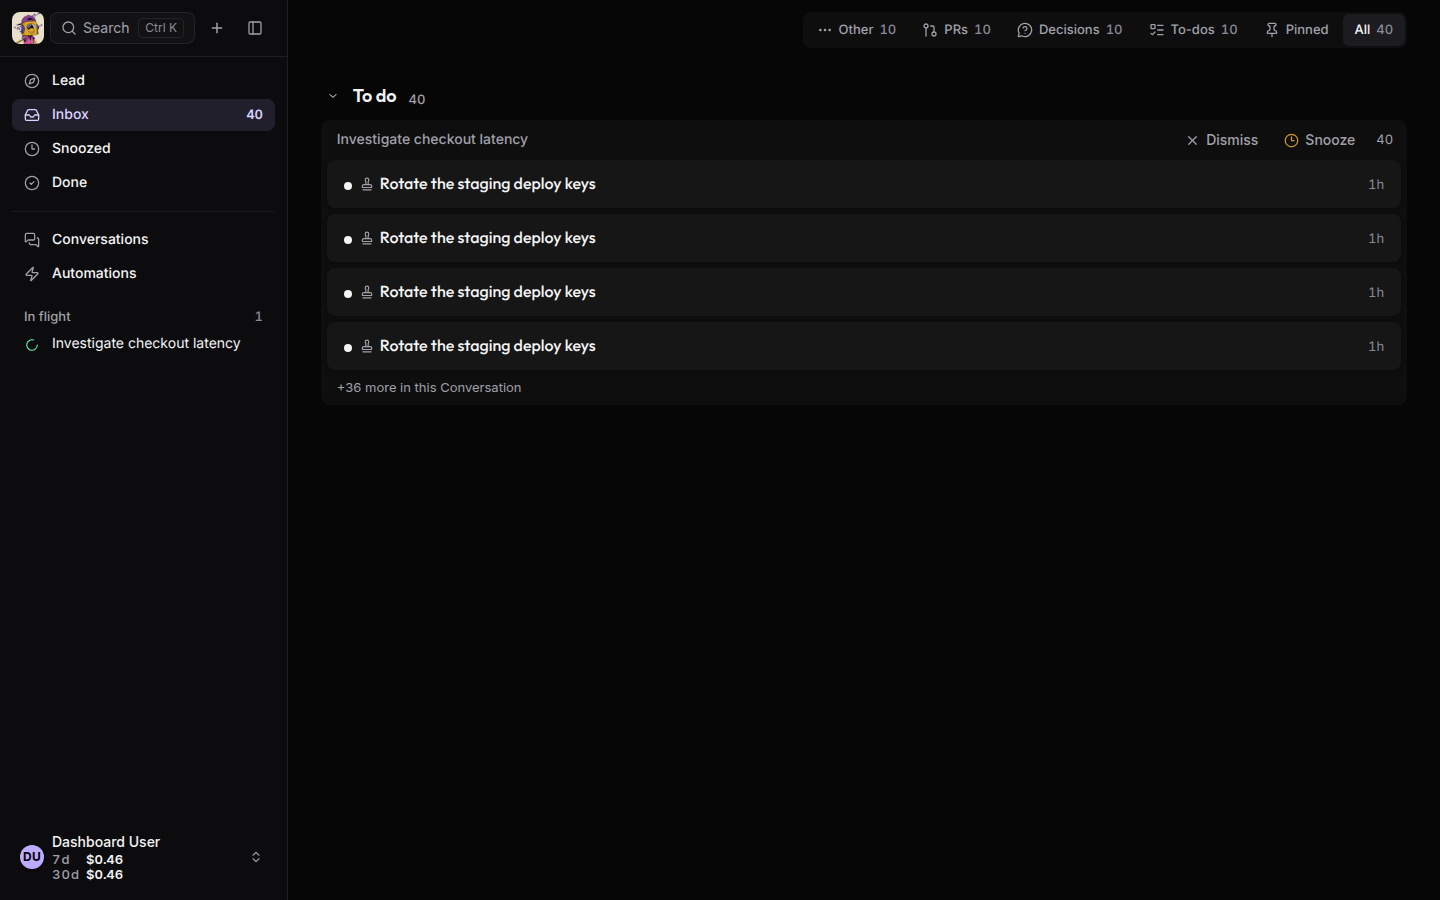 Search Ctrl K
Other 10 PRs 10 Decisions 10 To-dos 10 Pinned All 40
Lead
Inbox 40
Snoozed
Done
Conversations
Automations
In flight 1
Investigate checkout latency
To do 40
Investigate checkout latency Dismiss Snooze 40
Rotate the staging deploy keys 1h
Rotate the staging deploy keys 1h
Rotate the staging deploy keys 1h
Rotate the staging deploy keys 1h
+36 more in this Conversation
DU Dashboard User
7d $0.46
30d $0.46